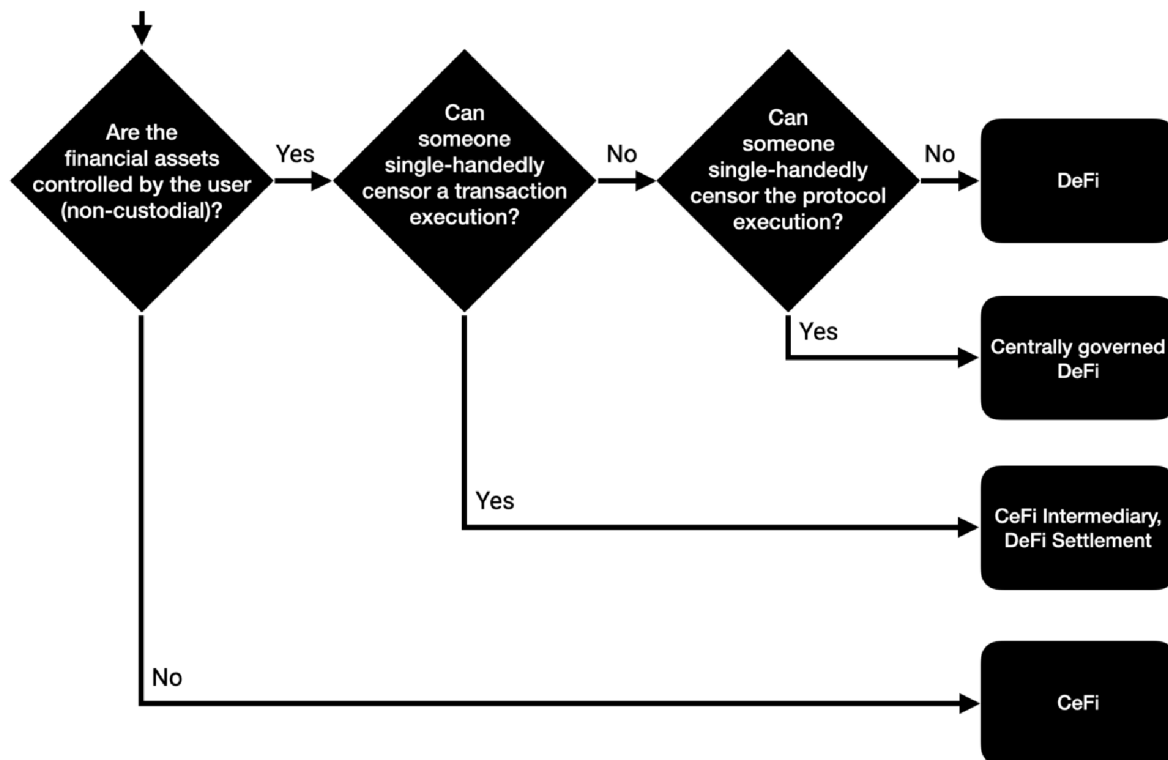 Are the
financial assets
controlled by the user
(non-custodial)?
Yes
Can
someone
single-handedly
censor a transaction
execution?
No
Can
someone
single-handedly
censor the protocol
execution?
No
DeFi
Yes
Centrally governed
DeFi
Yes
CeFi Intermediary,
DeFi Settlement
No
CeFi